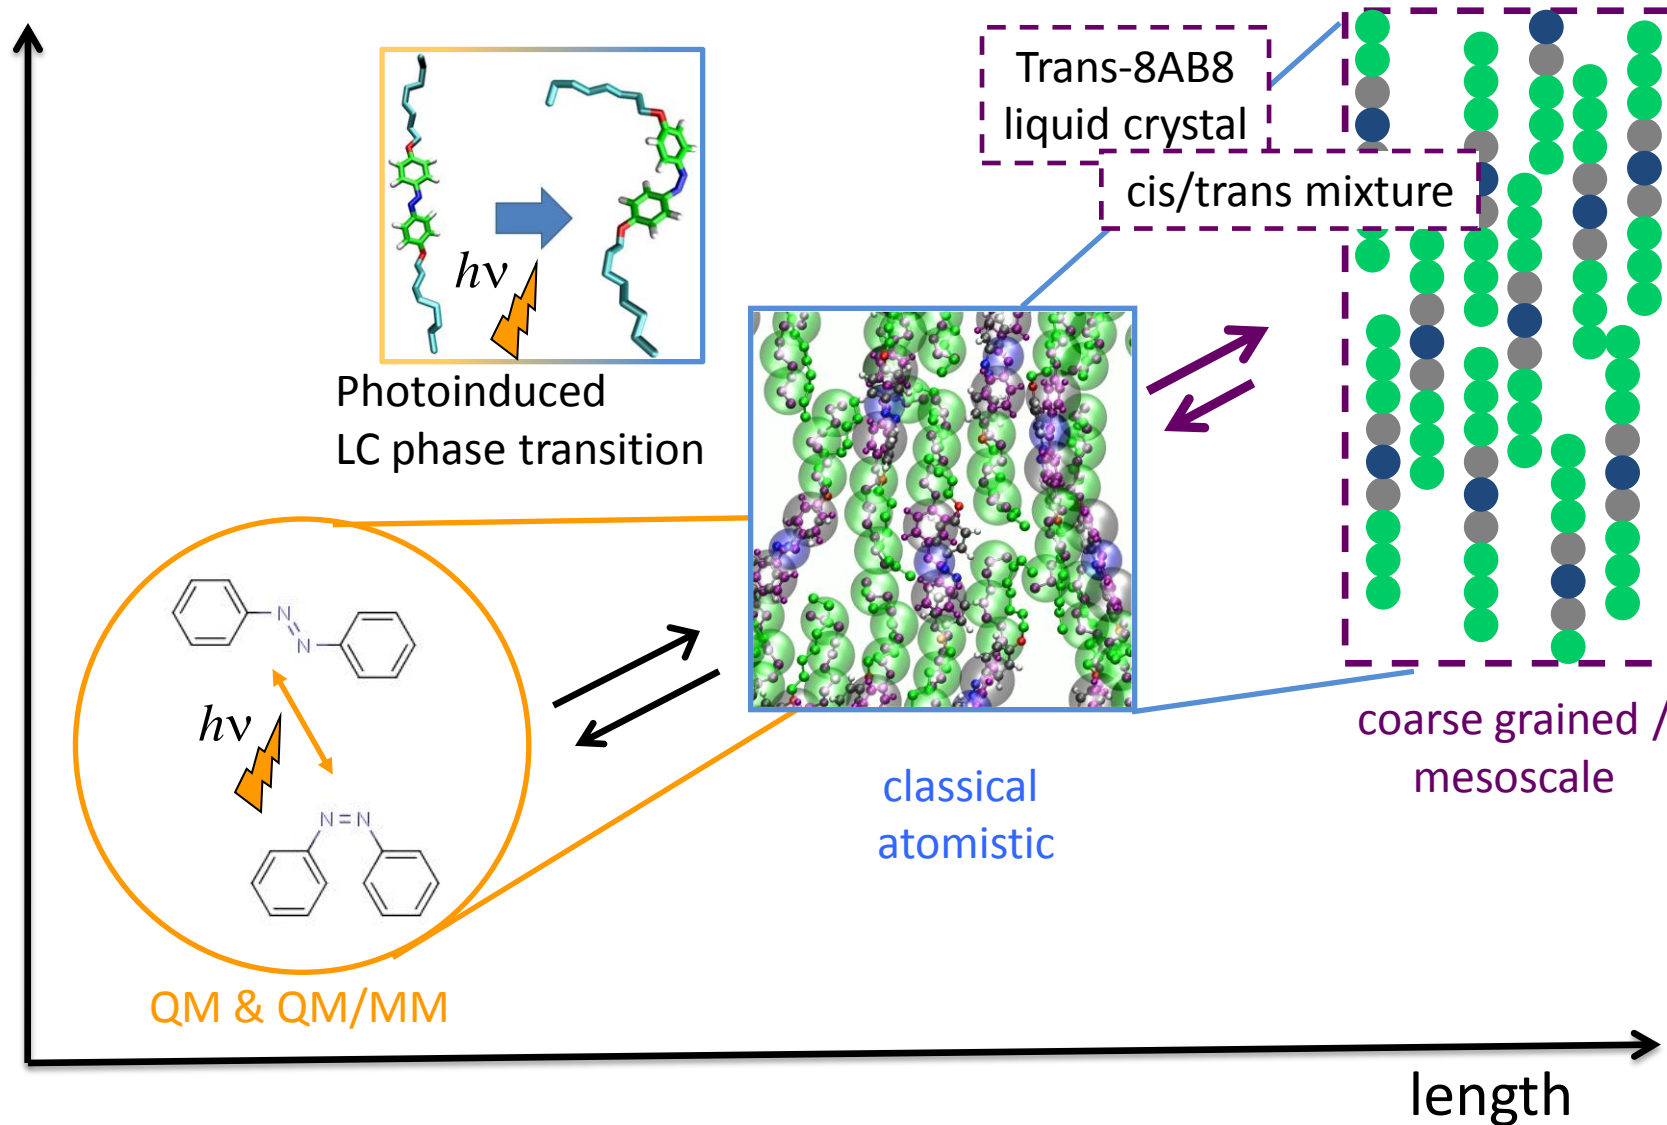 Trans-8AB8
liquid crystal
cis/trans mixture
hν
Photoinduced
LC phase transition
N
N
hν
N=N
classical
atomistic
coarse grained /
mesoscale
QM & QM/MM
length